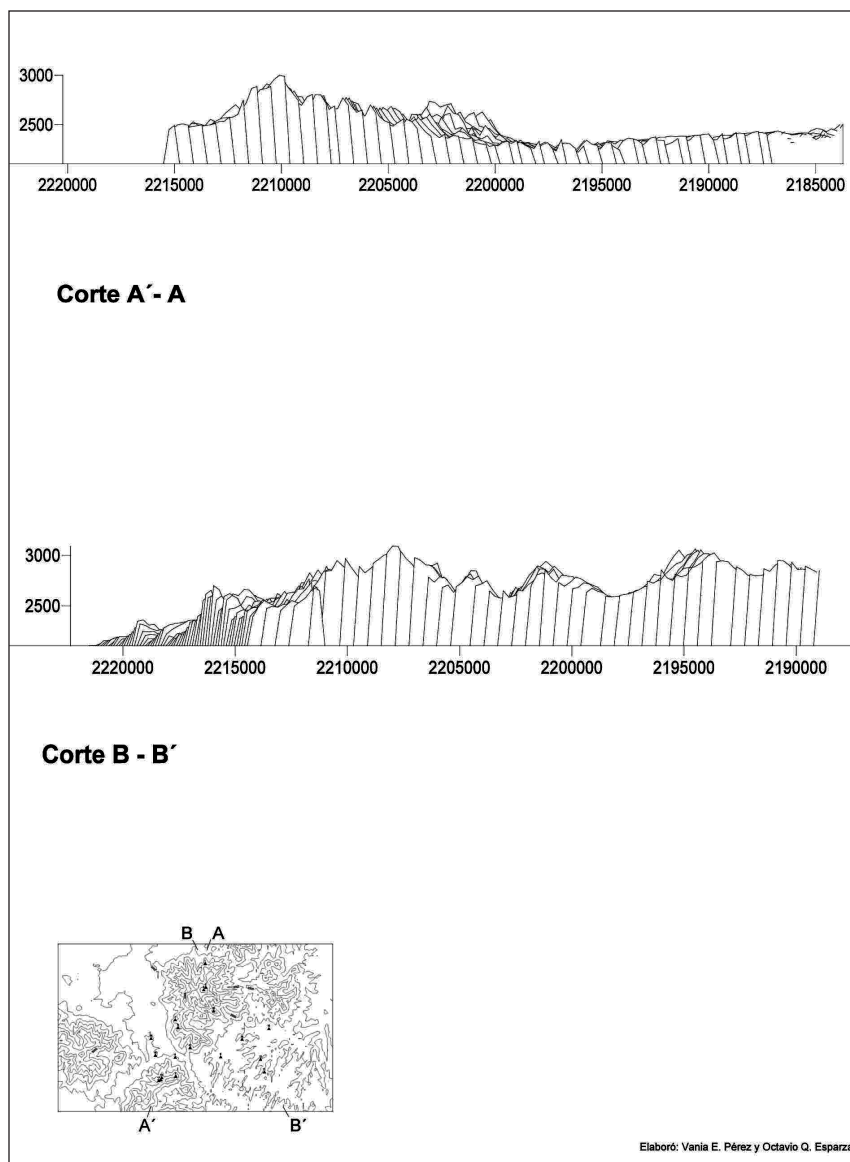 3000
2500
2220000 2215000 2210000 2205000 2200000 2195000 2190000 2185000
Corte A´- A
3000
2500
2220000 2215000 2210000 2205000 2200000 2195000 2190000
Corte B - B´
B A
A´ B´
Elaboró: Vania E. Pérez y Octavio Q. Esparza